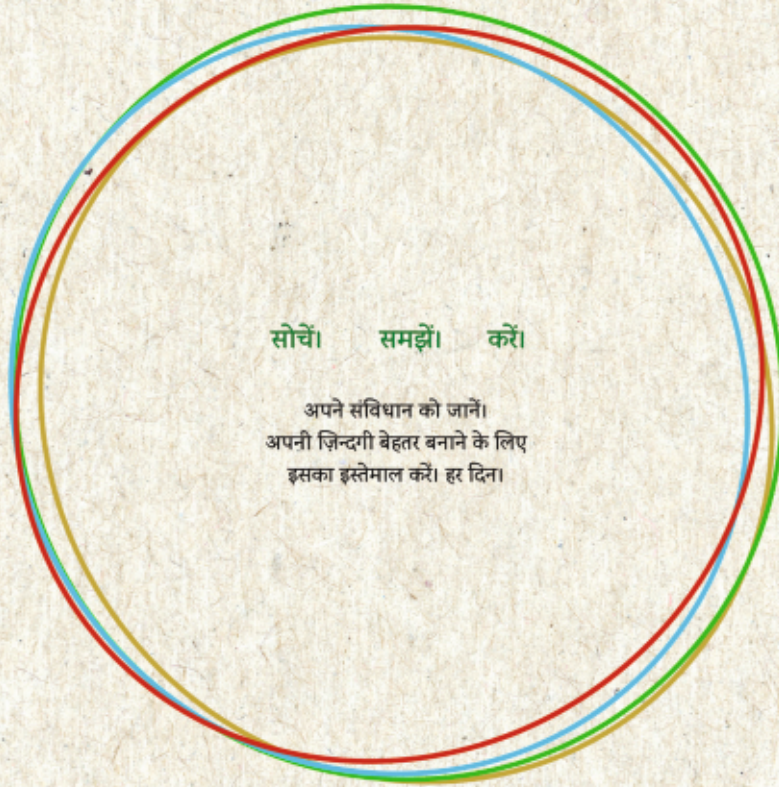 सोचें। समझें। करें।
अपने संविधान को जानें।
अपनी ज़िन्दगी बेहतर बनाने के लिए
इसका इस्तेमाल करें। हर दिन।